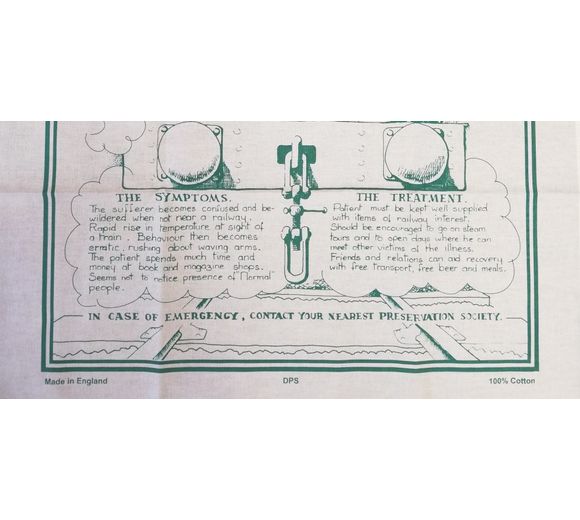 THE SYMPTOMS.
The sufferer becomes confused and be-
wildered when not near a railway.
Rapid rise in temperature at sight of
a train. Behaviour then becomes
erratic, rushing about waving arms.
The patient spends much time and
money at book and magazine shops.
Seems not to notice presence of "Normal"
people.
THE TREATMENT.
Patient must be kept well supplied
with items of railway interest.
Should be encouraged to go on steam
tours and to open days where he can
meet other victims of the illness.
Friends and relations can aid recovery
with free transport, free beer and meals.
IN CASE OF EMERGENCY, CONTACT YOUR NEAREST PRESERVATION SOCIETY.
Made in England
DPS
100% Cotton